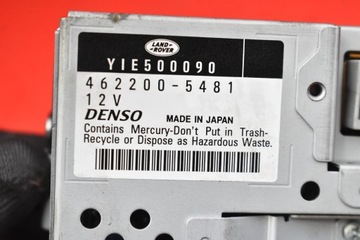 LAND-ROVER
YIE500090
462200-5481
12V
DENSO MADE IN JAPAN
Contains Mercury-Don't Put in Trash-
Recycle or Dispose as Hazardous Waste.